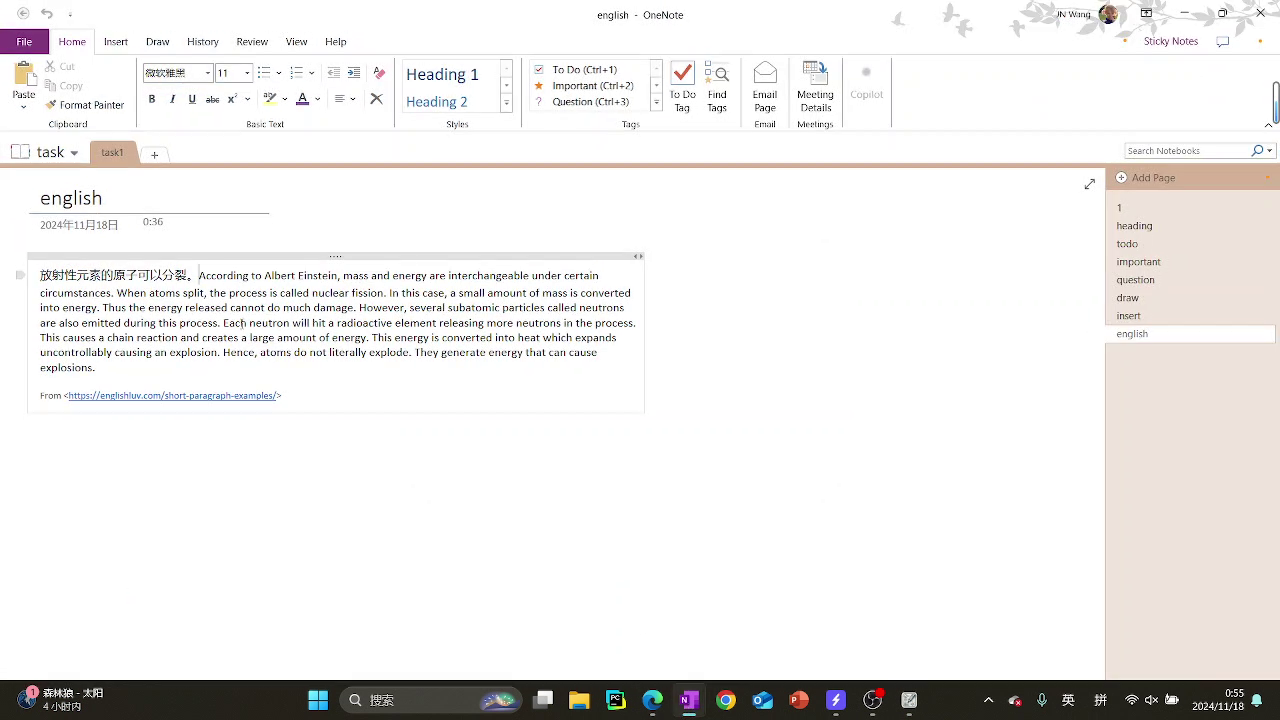 english - OneNote
JN Wang
File
Home
Insert
Draw
History
Review
View
Help
Sticky Notes
Paste
Cut
Copy
Format Painter
Clipboard
微软雅黑
11
Basic Text
Heading 1
Heading 2
Styles
To Do (Ctrl+1)
Important (Ctrl+2)
Question (Ctrl+3)
Tags
To Do
Tag
Find
Tags
Email
Page
Email
Meeting
Details
Meetings
Copilot
task
task1
Search Notebooks
english
2024年11月18日
0:36
放射性元素的原子可以分裂。According to Albert Einstein, mass and energy are interchangeable under certain
circumstances. When atoms split, the process is called nuclear fission. In this case, a small amount of mass is converted
into energy. Thus the energy released cannot do much damage. However, several subatomic particles called neutrons
are also emitted during this process. Each neutron will hit a radioactive element releasing more neutrons in the process.
This causes a chain reaction and creates a large amount of energy. This energy is converted into heat which expands
uncontrollably causing an explosion. Hence, atoms do not literally explode. They generate energy that can cause
explosions.
From <https://englishluv.com/short-paragraph-examples/>
Add Page
1
heading
todo
important
question
draw
insert
english
森林狼 - 太阳
4 小时内
搜索
英
拼
0:55
2024/11/18